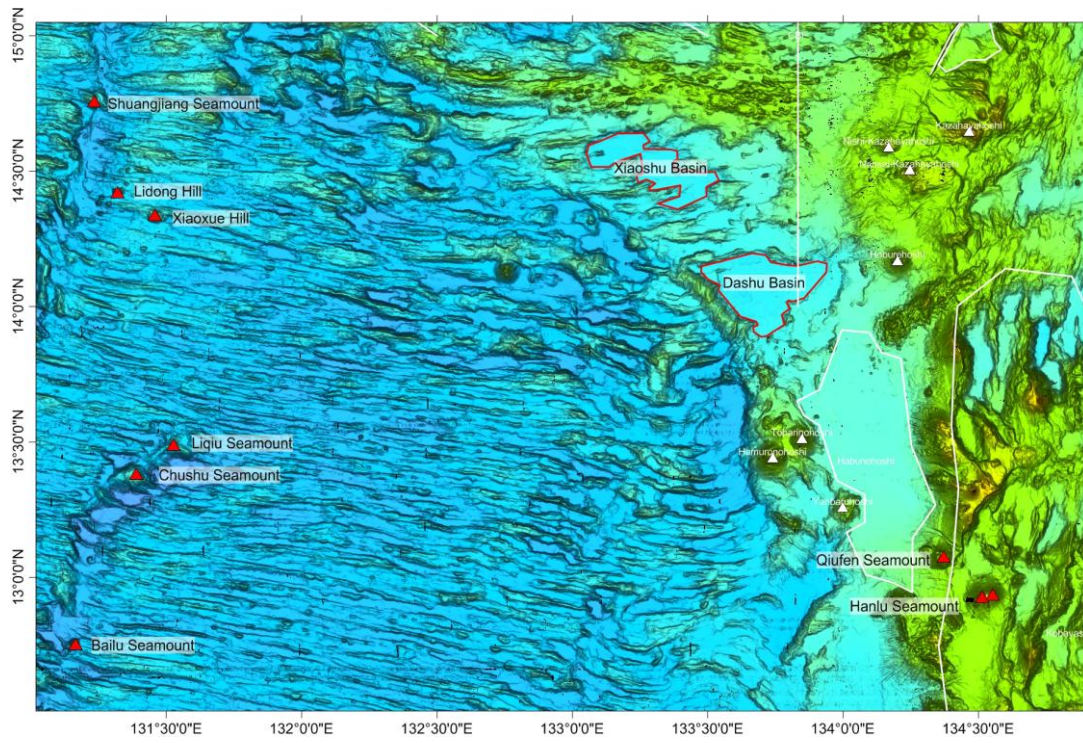 15°0'0"N
14°30'0"N
14°0'0"N
13°30'0"N
13°0'0"N
Shuangjiang Seamount
Lidong Hill
Xiaoxue Hill
Xiaoshu Basin
Dashu Basin
Liqiu Seamount
Chushu Seamount
Habunohoshi
Qiufen Seamount
Hanlu Seamount
Bailu Seamount
131°30'0"E
132°0'0"E
132°30'0"E
133°0'0"E
133°30'0"E
134°0'0"E
134°30'0"E